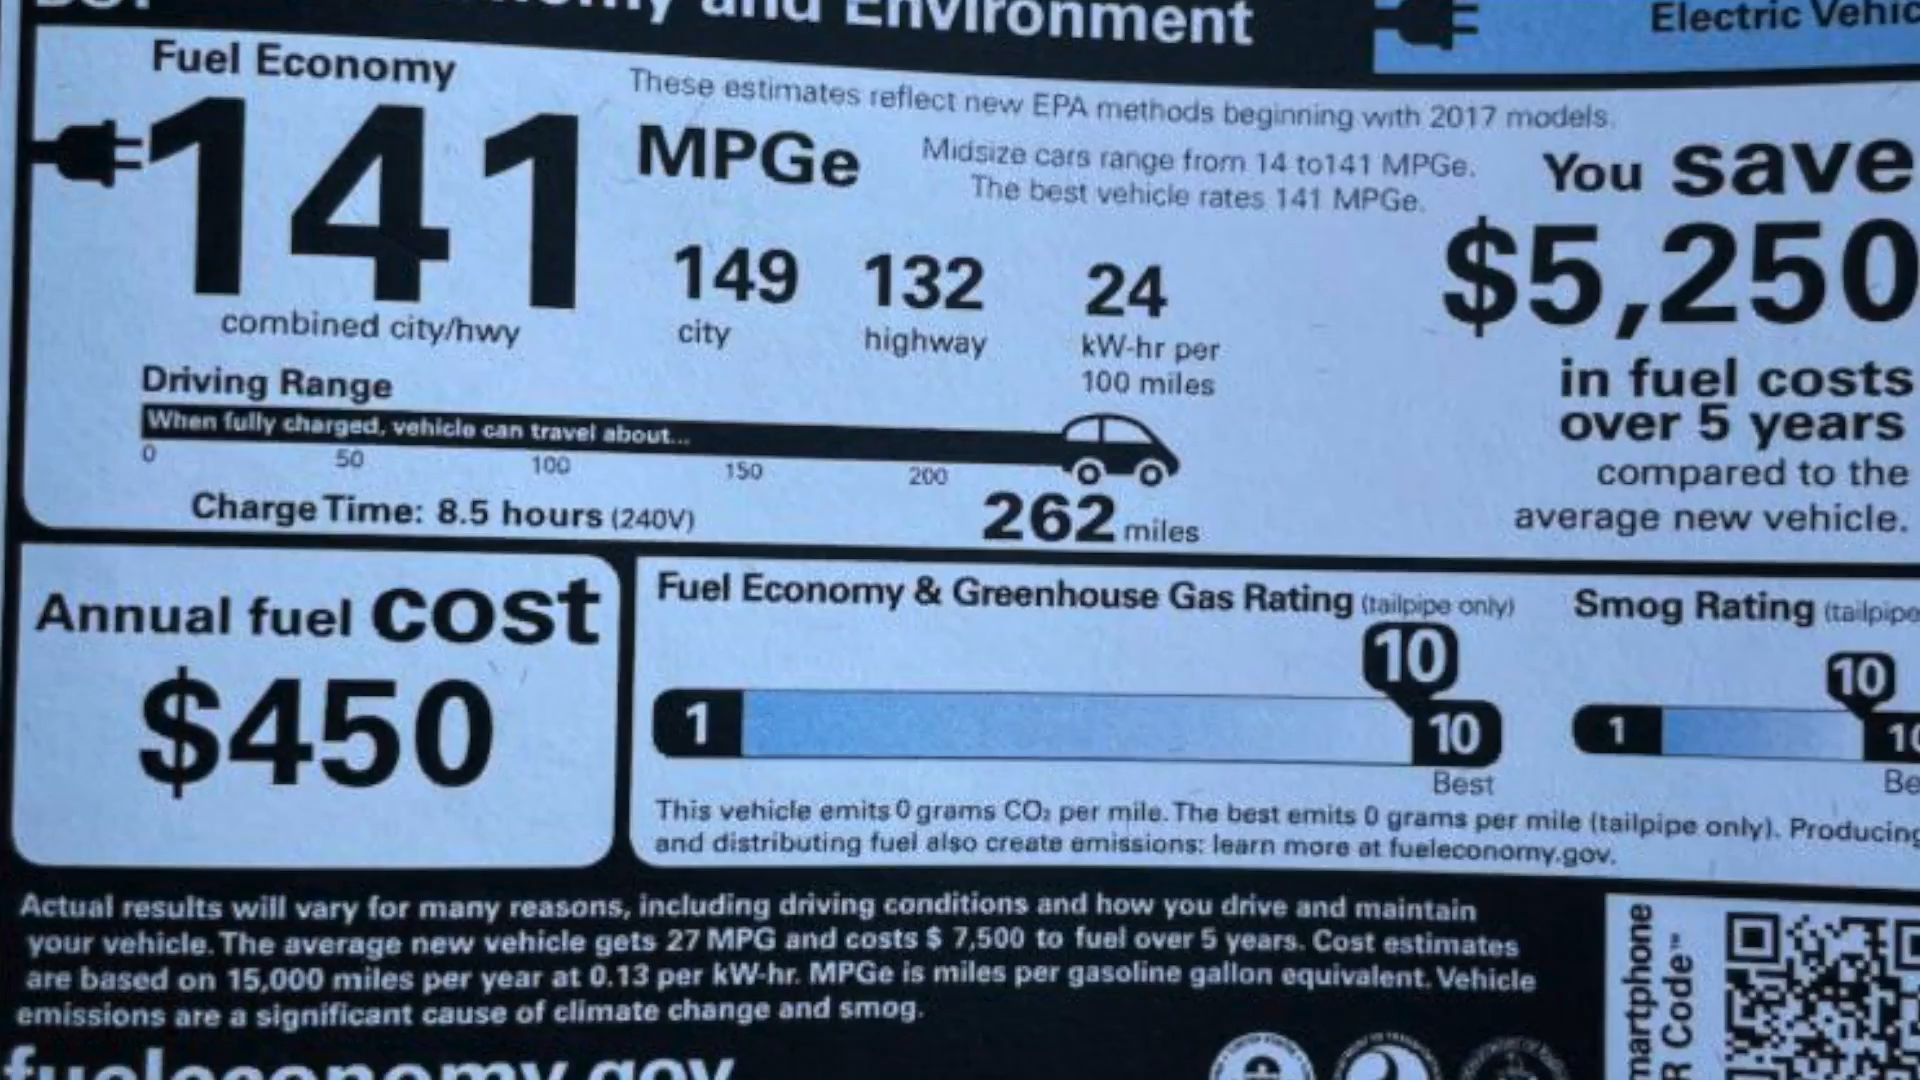 and Environment
Electric
Fuel Economy
These estimates reflect new EPA methods beginning with 2017 models.
141 MPGe
Midsize cars range from 14 to141 MPGe.
The best vehicle rates 141 MPGe.
You save
$5,250
in fuel costs
over 5 years
compared to the
average new vehicle.
149 132 24
combined city/hwy
city highway kW-hr per
100 miles
Driving Range
When fully charged, vehicle can travel about...
0 50 100 150 200
262 miles
Charge Time: 8.5 hours (240V)
Annual fuel cost
$450
Fuel Economy & Greenhouse Gas Rating (tailpipe only)
10
1 10
Best
Smog Rating (tailpipe
10
1
This vehicle emits 0 grams CO₂ per mile. The best emits 0 grams per mile (tailpipe only). Producing
and distributing fuel also create emissions: learn more at fueleconomy.gov.
Actual results will vary for many reasons, including driving conditions and how you drive and maintain
your vehicle. The average new vehicle gets 27 MPG and costs $ 7,500 to fuel over 5 years. Cost estimates
are based on 15,000 miles per year at 0.13 per kW-hr. MPGe is miles per gasoline gallon equivalent. Vehicle
emissions are a significant cause of climate change and smog.
fueleconomy.gov
martphone
R Code™